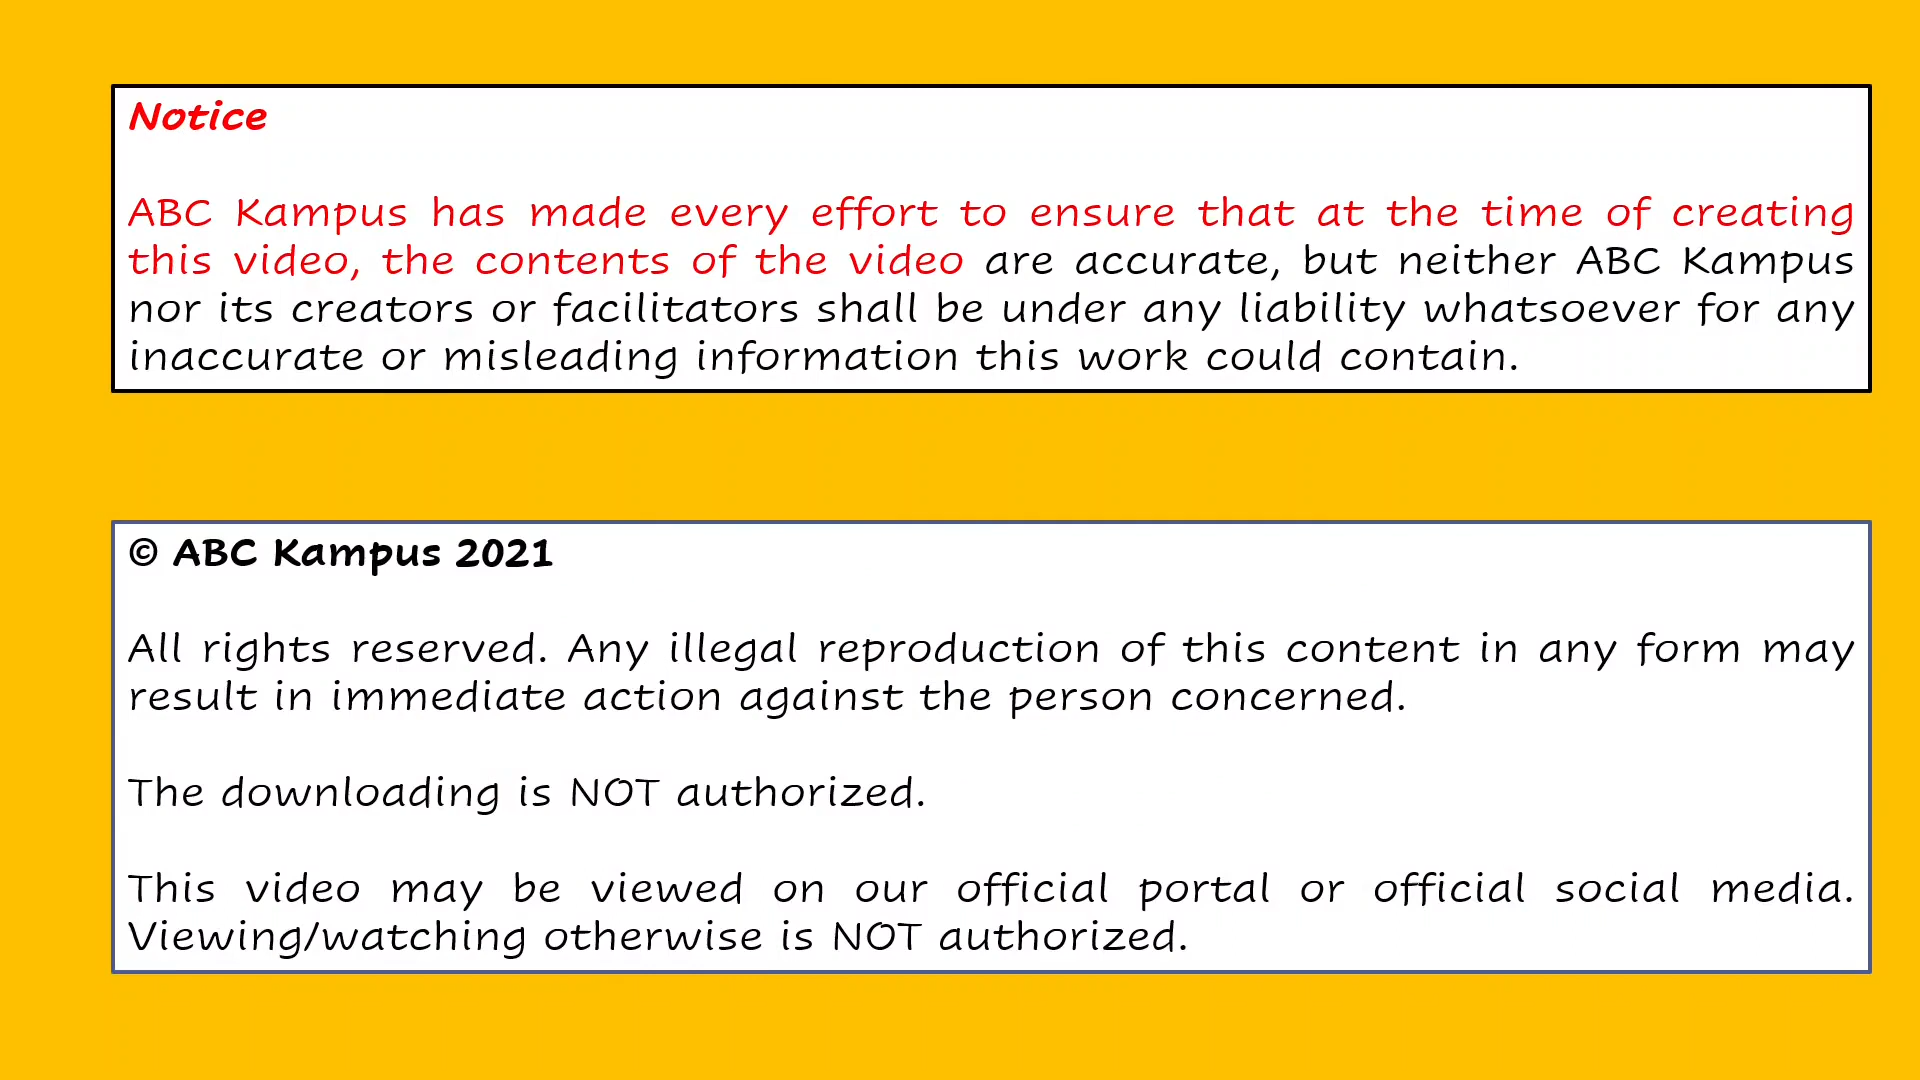 Notice
ABC Kampus has made every effort to ensure that at the time of creating
this video, the contents of the video are accurate, but neither ABC Kampus
nor its creators or facilitators shall be under any liability whatsoever for any
inaccurate or misleading information this work could contain.
© ABC Kampus 2021
All rights reserved. Any illegal reproduction of this content in any form may
result in immediate action against the person concerned.
The downloading is NOT authorized.
This video may be viewed on our official portal or official social media.
Viewing/watching otherwise is NOT authorized.